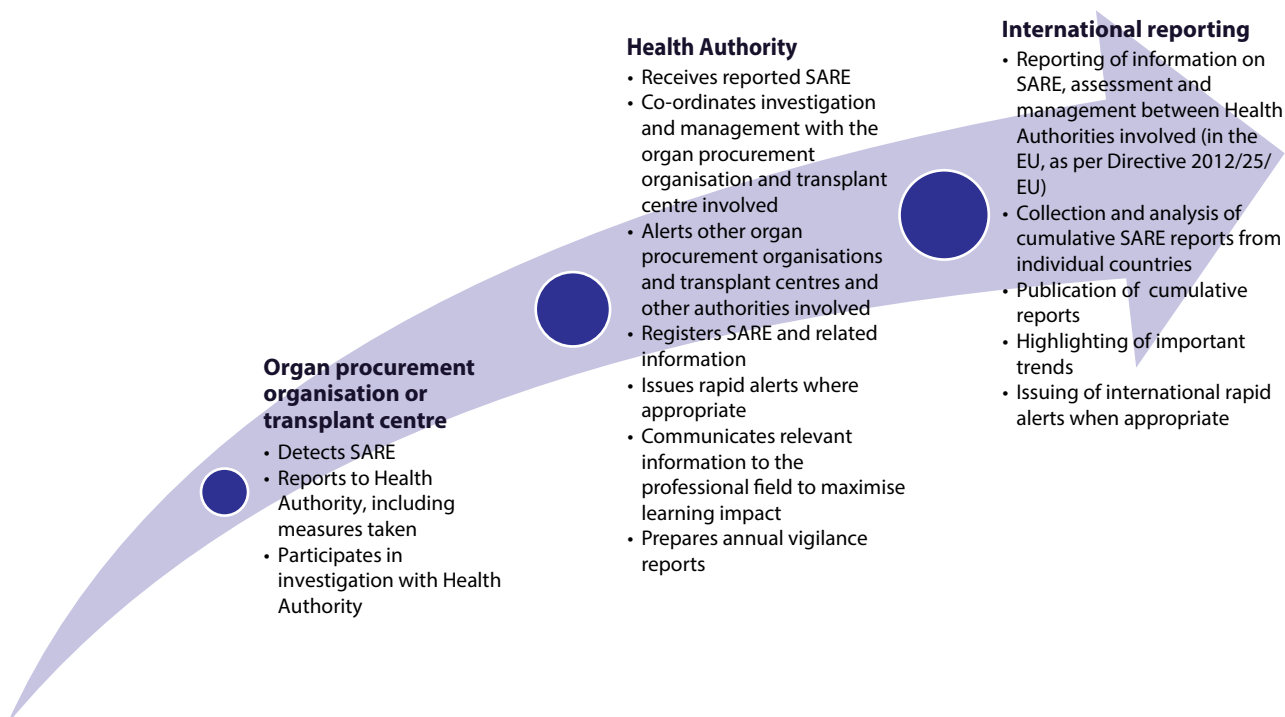 Organ procurement
organisation or
transplant centre
• Detects SARE
• Reports to Health
Authority, including
measures taken
• Participates in
investigation with Health
Authority
Health Authority
• Receives reported SARE
• Co-ordinates investigation
and management with the
organ procurement
organisation and transplant
centre involved
• Alerts other organ
procurement organisations
and transplant centres and
other authorities involved
• Registers SARE and related
information
• Issues rapid alerts where
appropriate
• Communicates relevant
information to the
professional field to maximise
learning impact
• Prepares annual vigilance
reports
International reporting
• Reporting of information on
SARE, assessment and
management between Health
Authorities involved (in the
EU, as per Directive 2012/25/
EU)
• Collection and analysis of
cumulative SARE reports from
individual countries
• Publication of cumulative
reports
• Highlighting of important
trends
• Issuing of international rapid
alerts when appropriate